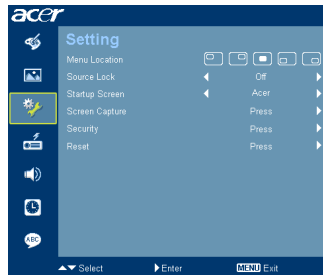 acer
Setting
Menu Location
Source Lock Off
Startup Screen Acer
Screen Capture Press
Security Press
Reset Press
ABC
Select Enter MENU Exit